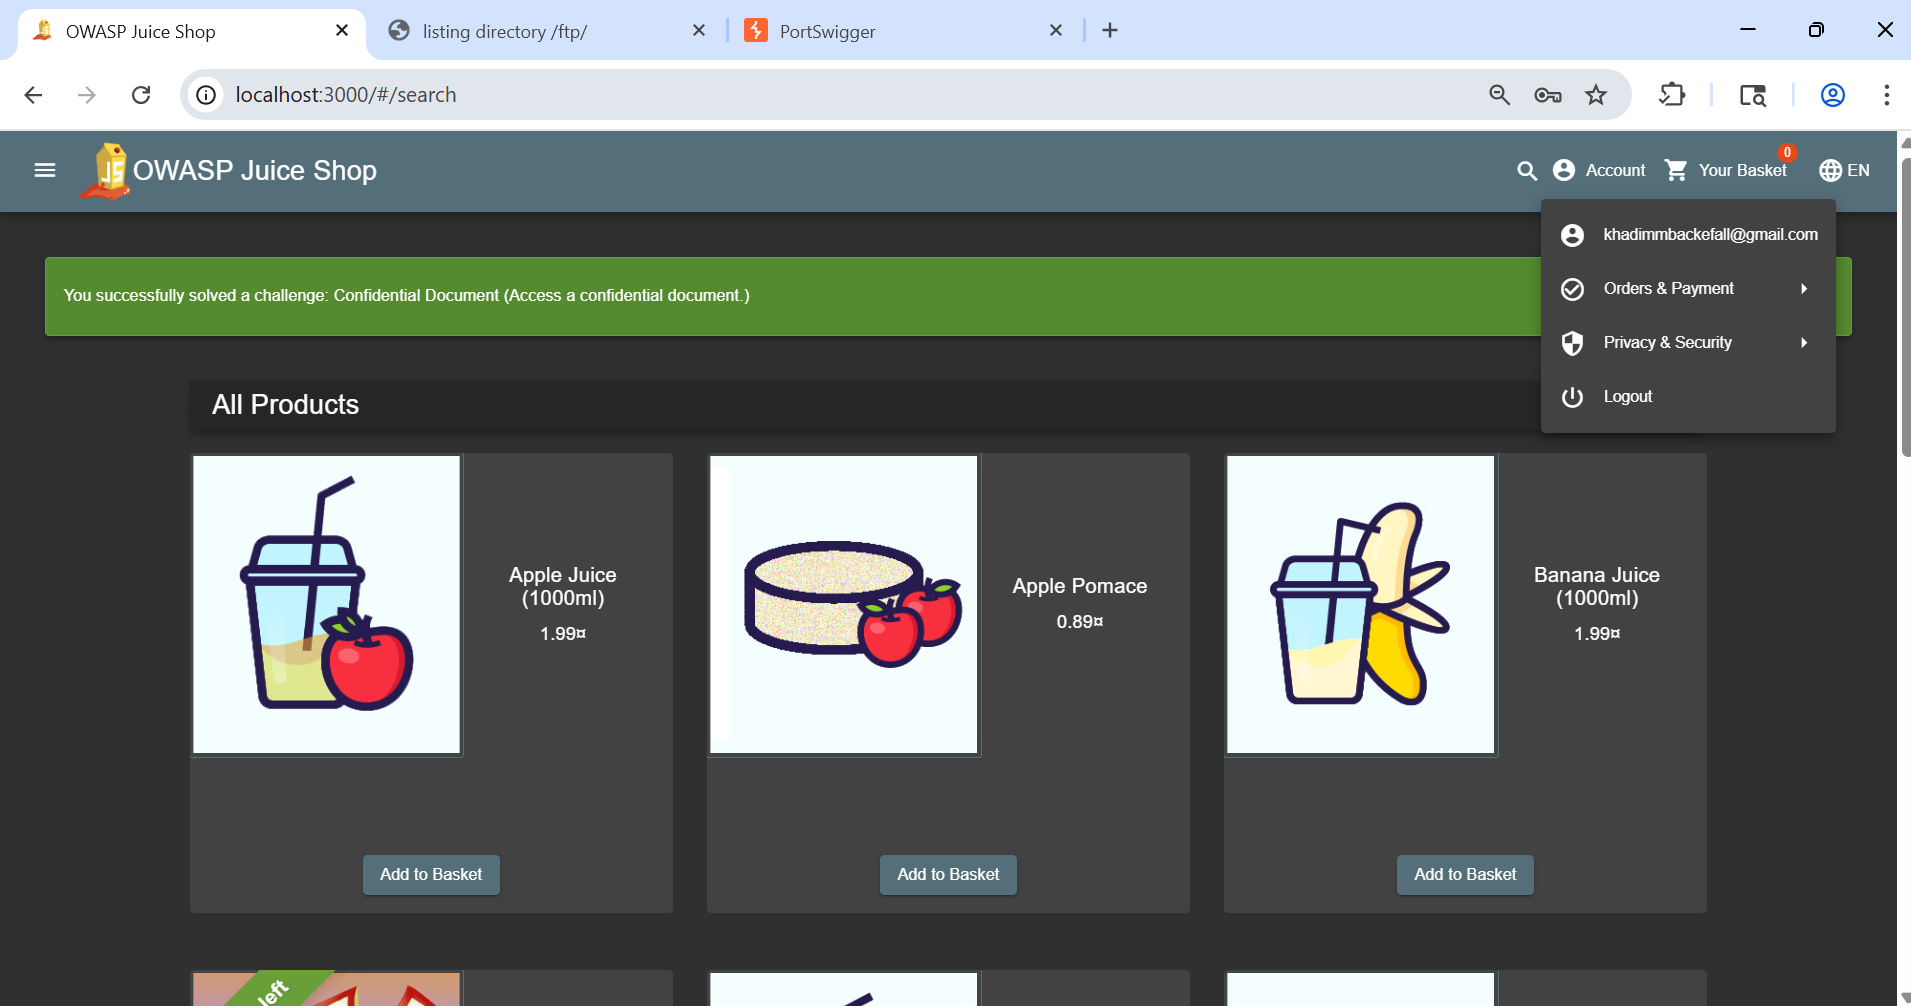 OWASP Juice Shop
listing directory /ftp/
PortSwigger
localhost:3000/#/search
OWASP Juice Shop
Account
0
Your Basket
EN
khadimmbackefall@gmail.com
Orders & Payment
Privacy & Security
Logout
You successfully solved a challenge: Confidential Document (Access a confidential document.)
All Products
Apple Juice
(1000ml)
1.99¤
Apple Pomace
0.89¤
Banana Juice
(1000ml)
1.99¤
Add to Basket
Add to Basket
Add to Basket
left